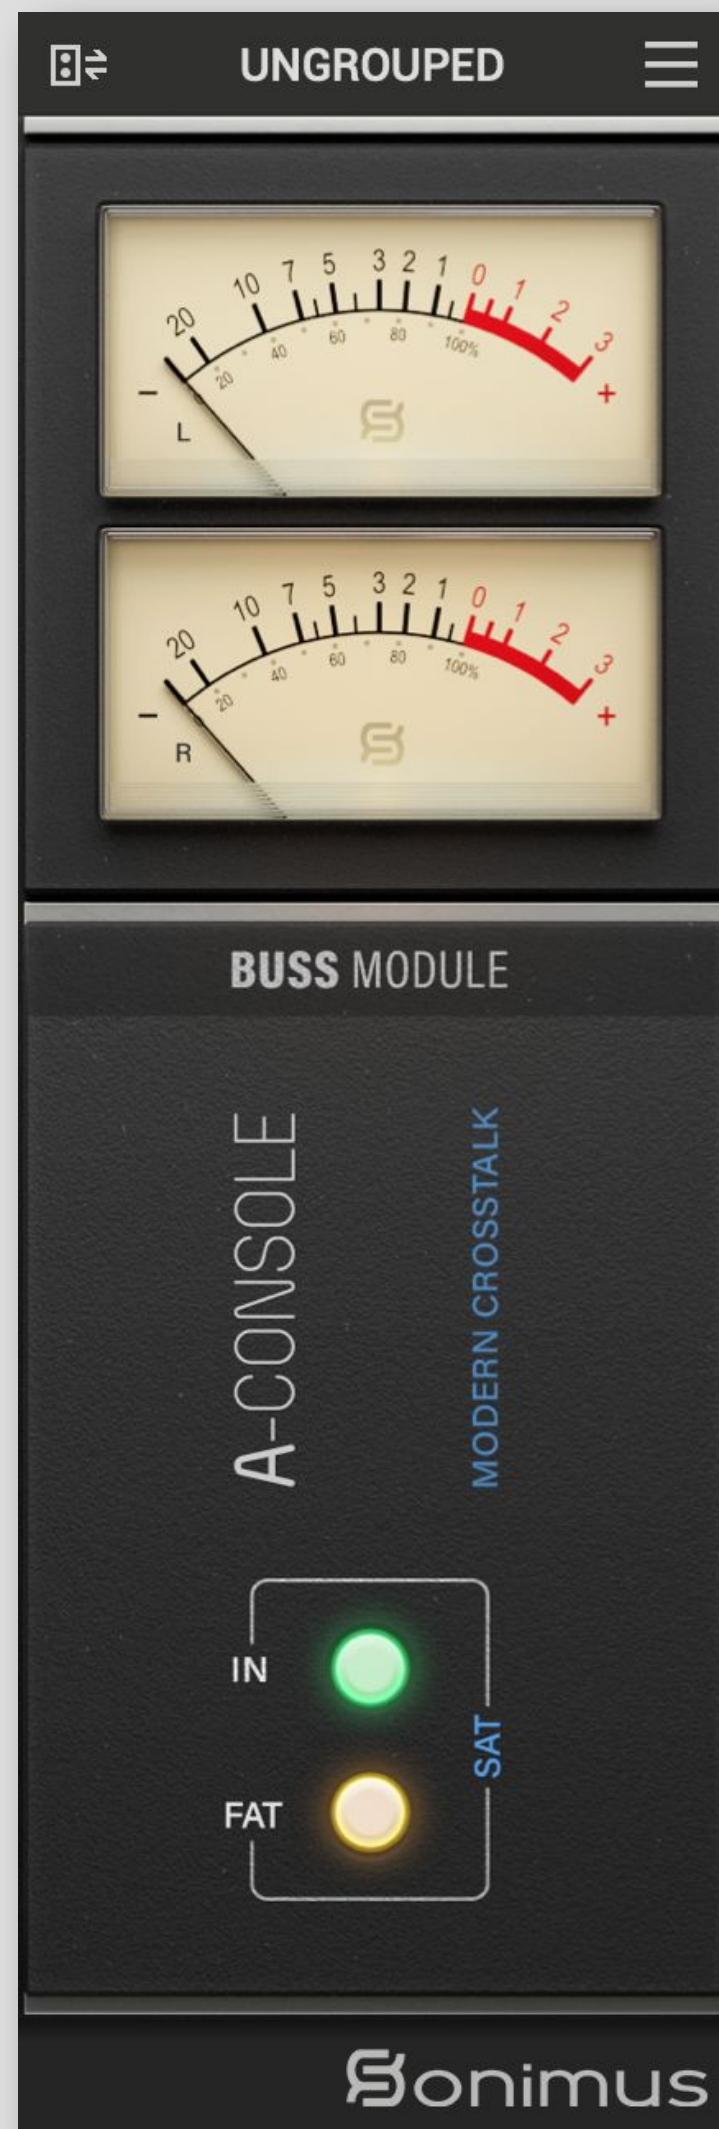 UNGROUPED
20 10 7 5 3 2 1 0 1 2 3
20 40 60 80 100%
- +
L
20 10 7 5 3 2 1 0 1 2 3
20 40 60 80 100%
- +
R
BUSS MODULE
A-CONSOLE
MODERN CROSSTALK
IN
SAT
FAT
Sonimus